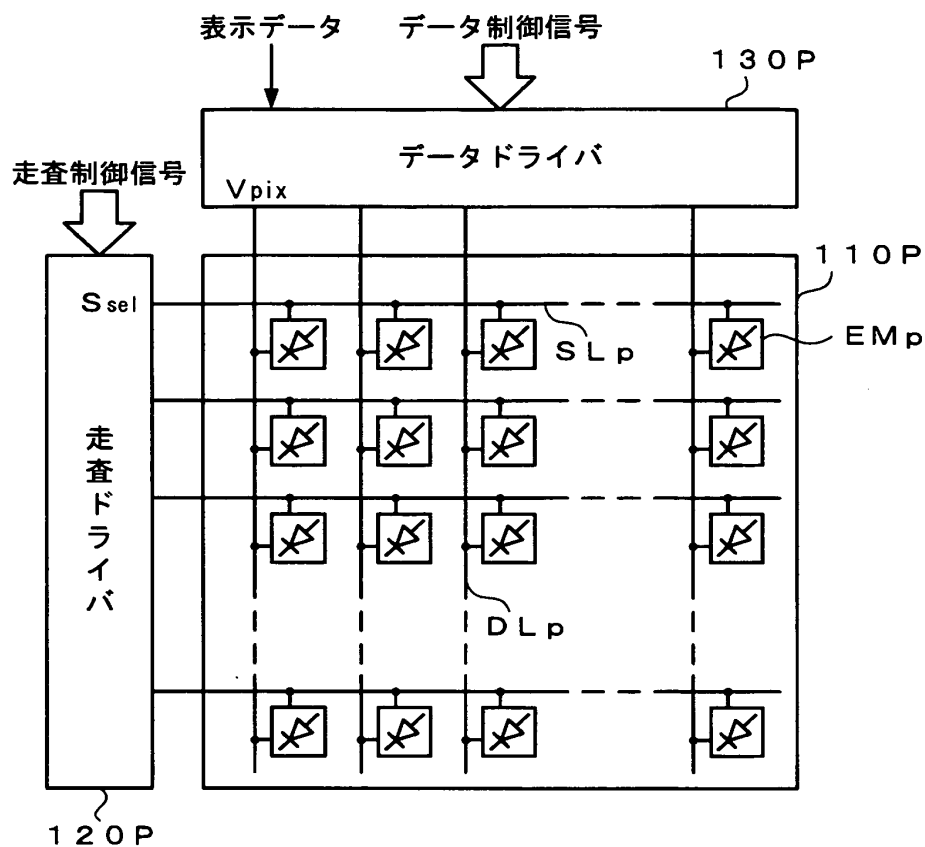 表示データ
データ制御信号
１３０Ｐ
データドライバ
走査制御信号
Vpix
１１０Ｐ
Ssel
ＳＬｐ
ＥＭｐ
走査ドライバ
ＤＬｐ
１２０Ｐ